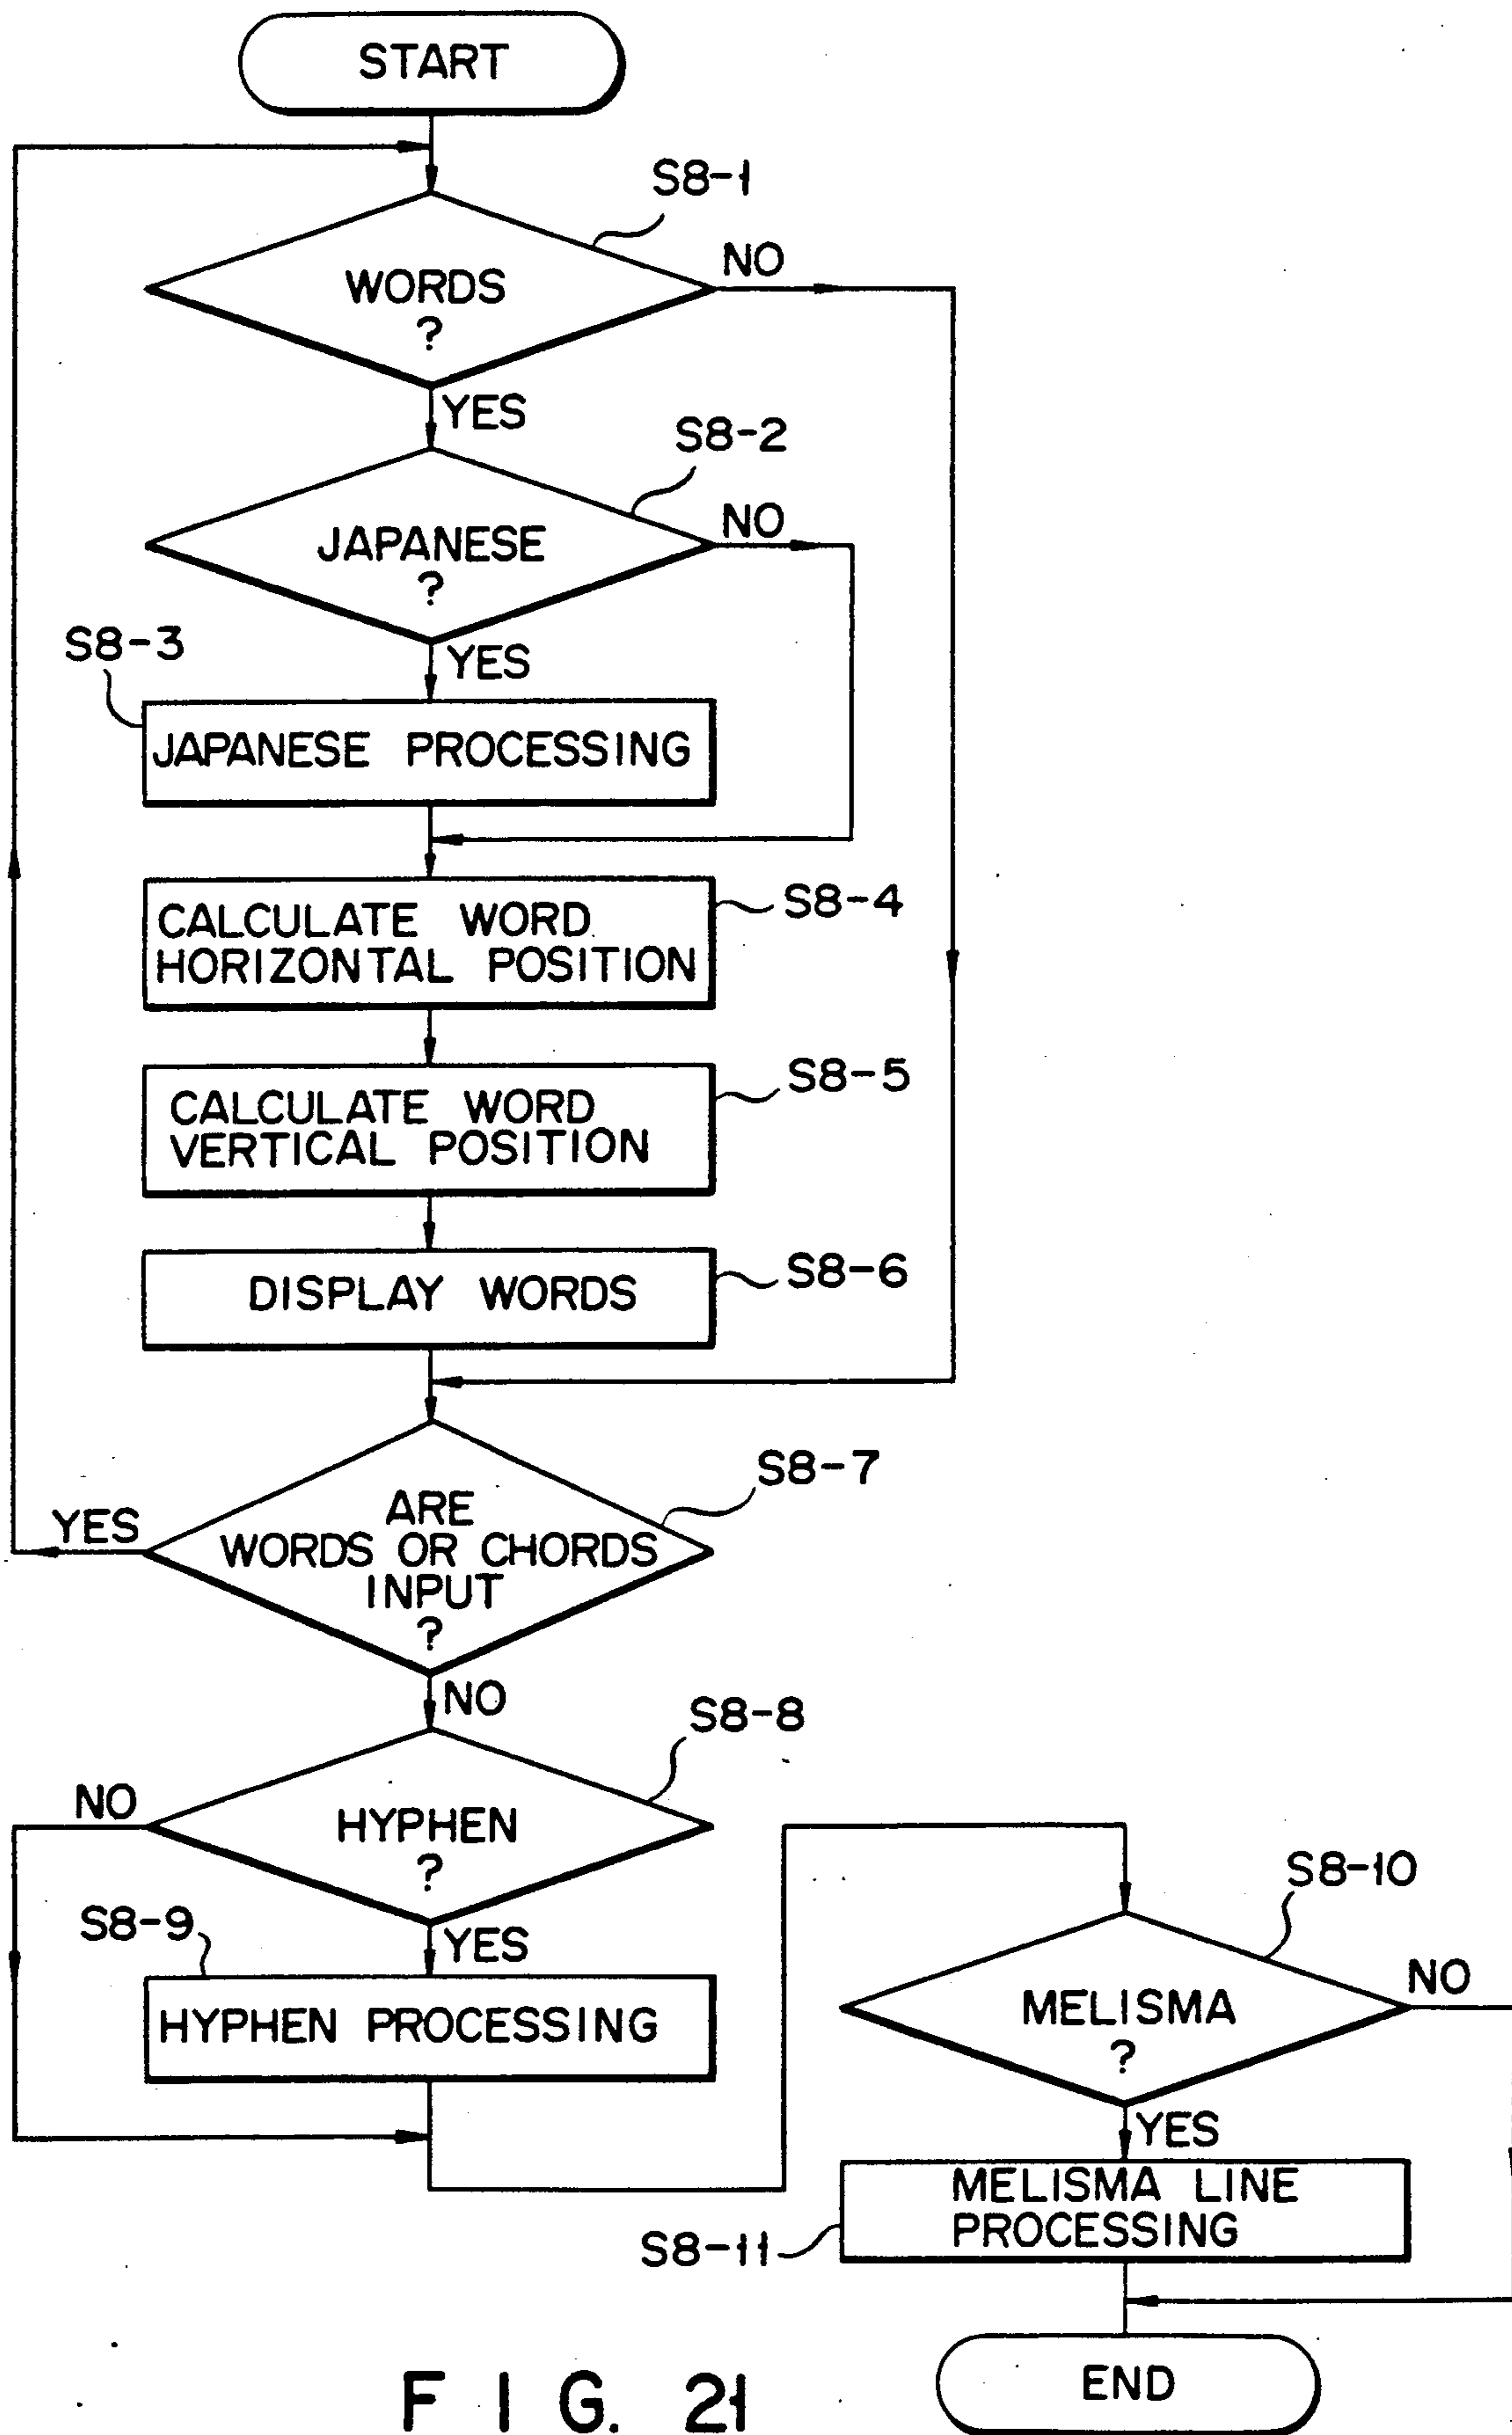 START
S8-1
WORDS
?
NO
YES
S8-2
JAPANESE
?
NO
YES
S8-3
JAPANESE PROCESSING
CALCULATE WORD
HORIZONTAL POSITION
S8-4
CALCULATE WORD
VERTICAL POSITION
S8-5
DISPLAY WORDS
S8-6
S8-7
ARE
WORDS OR CHORDS
INPUT
?
YES
NO
S8-8
HYPHEN
?
NO
YES
S8-9
HYPHEN PROCESSING
S8-10
MELISMA
?
NO
YES
MELISMA LINE
PROCESSING
S8-11
END
FIG. 21